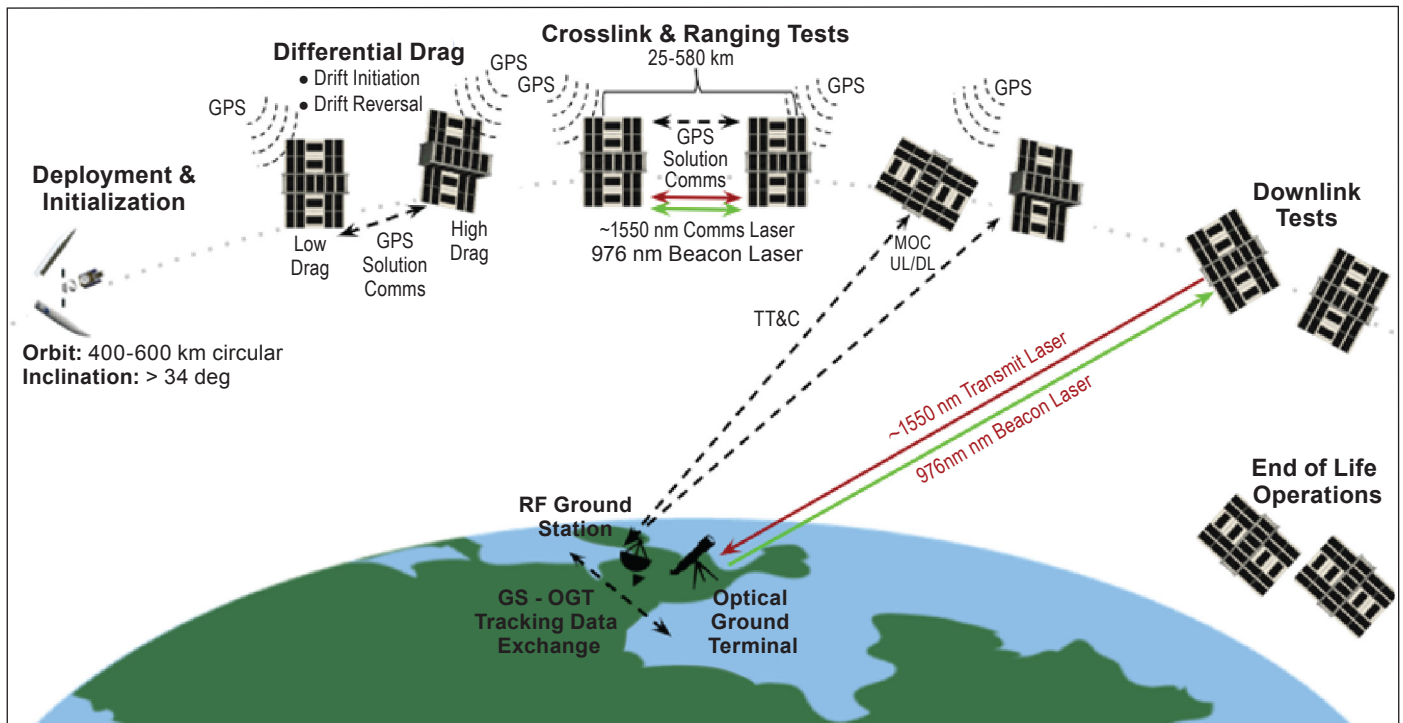 Differential Drag
• Drift Initiation
• Drift Reversal
GPS
GPS
Crosslink & Ranging Tests
25-580 km
GPS
GPS
GPS
GPS
Solution
Comms
~1550 nm Comms Laser
976 nm Beacon Laser
Deployment &
Initialization
Low
Drag
GPS
Solution
Comms
High
Drag
Orbit: 400-600 km circular
Inclination: > 34 deg
MOC
UL/DL
TT&C
Downlink
Tests
~1550 nm Transmit Laser
976nm nm Beacon Laser
End of Life
Operations
RF Ground
Station
GS - OGT
Tracking Data
Exchange
Optical
Ground
Terminal